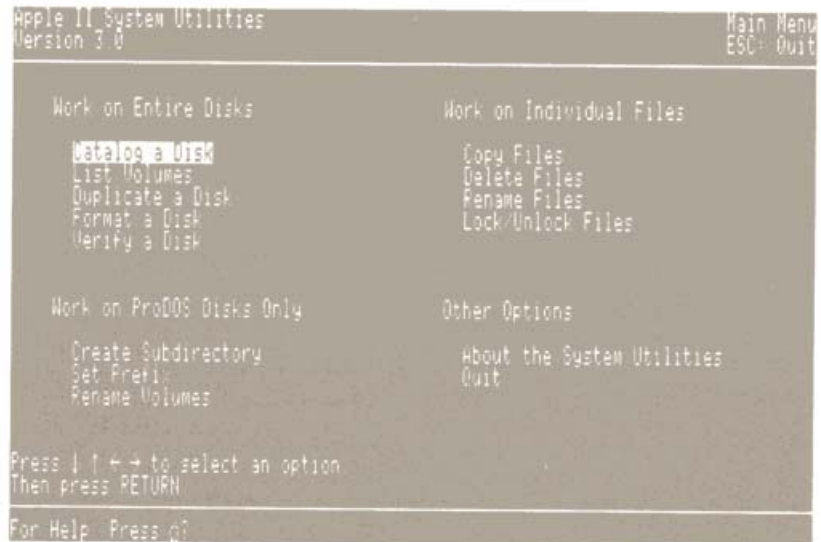 Apple II System Utilities
Version 3.0
Main Menu
ESC: Quit
Work on Entire Disks
Catalog a Disk
List Volumes
Duplicate a Disk
Format a Disk
Verify a Disk
Work on Individual Files
Copy Files
Delete Files
Rename Files
Lock/Unlock Files
Work on ProDOS Disks Only
Create Subdirectory
Set Prefix
Rename Volumes
Other Options
About the System Utilities
Quit
Press ↓ ↑ ← → to select an option
Then press RETURN
For Help Press ?